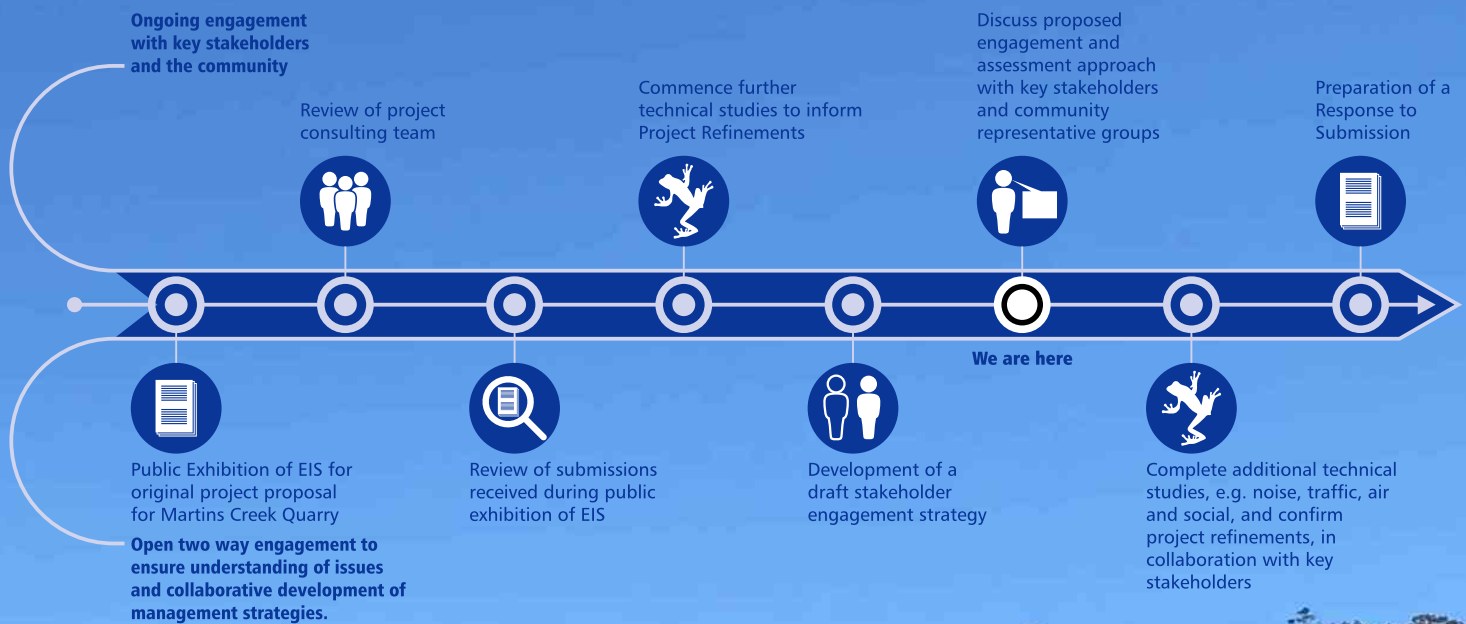 Ongoing engagement
with key stakeholders
and the community
Review of project
consulting team
Commence further
technical studies to inform
Project Refinements
Discuss proposed
engagement and
assessment approach
with key stakeholders
and community
representative groups
Preparation of a
Response to
Submission
We are here
Public Exhibition of EIS for
original project proposal
for Martins Creek Quarry
Open two way engagement to
ensure understanding of issues
and collaborative development of
management strategies.
Review of submissions
received during public
exhibition of EIS
Development of a
draft stakeholder
engagement strategy
Complete additional technical
studies, e.g. noise, traffic, air
and social, and confirm
project refinements, in
collaboration with key
stakeholders